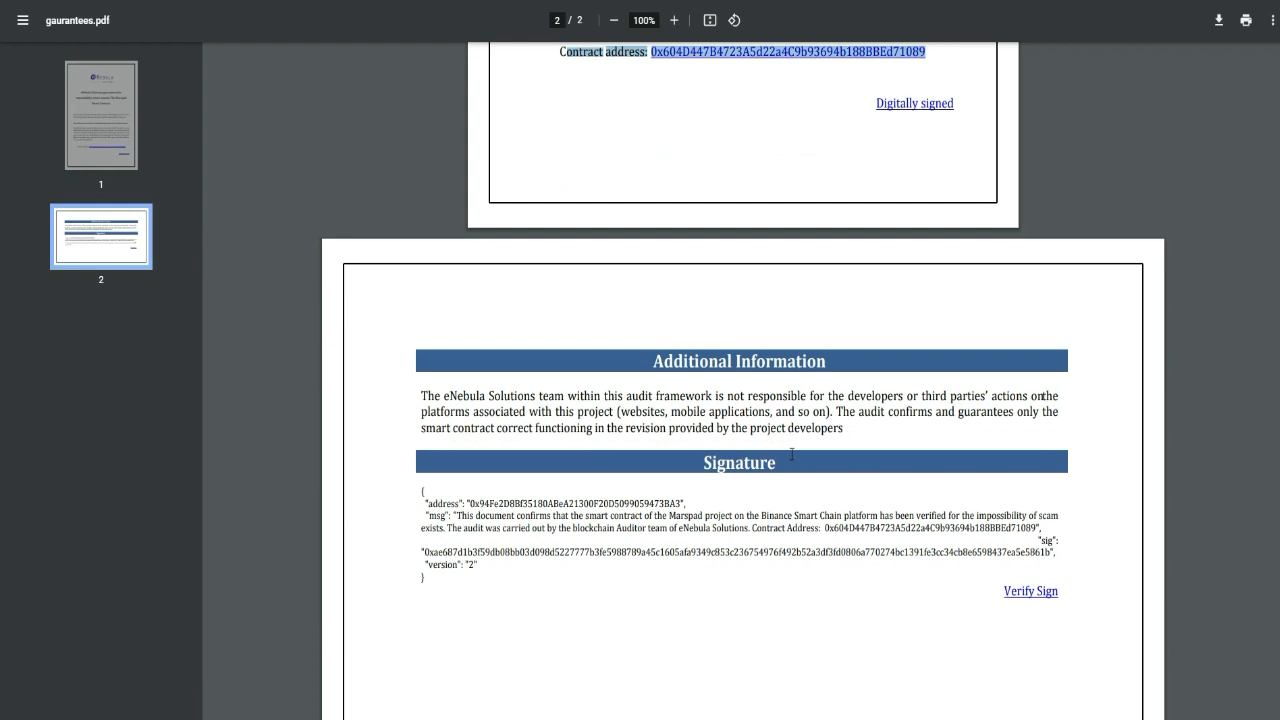 gaurantees.pdf
2 / 2
100%
1
2
Contract address: 0x604D447B4723A5d22a4C9b93694b188BBEd71089
Digitally signed
Additional Information
The eNebula Solutions team within this audit framework is not responsible for the developers or third parties' actions onthe
platforms associated with this project (websites, mobile applications, and so on). The audit confirms and guarantees only the
smart contract correct functioning in the revision provided by the project developers
Signature
{
"address": "0x94Fe2D8Bf35180ABeA21300F20D5099059473BA3",
"msg": "This document confirms that the smart contract of the Marspad project on the Binance Smart Chain platform has been verified for the impossibility of scam
exists. The audit was carried out by the blockchain Auditor team of eNebula Solutions. Contract Address: 0x604D447B4723A5d22a4C9b93694b188BBEd71089",
"sig":
"0xae687d1b3f59db08bb03d098d5227777b3fe5988789a45c1605afa9349c853c236754976f492b52a3df3fd0806a770274bc1391fe3cc34cb8e6598437ea5e5861b",
"version": "2"
}
Verify Sign